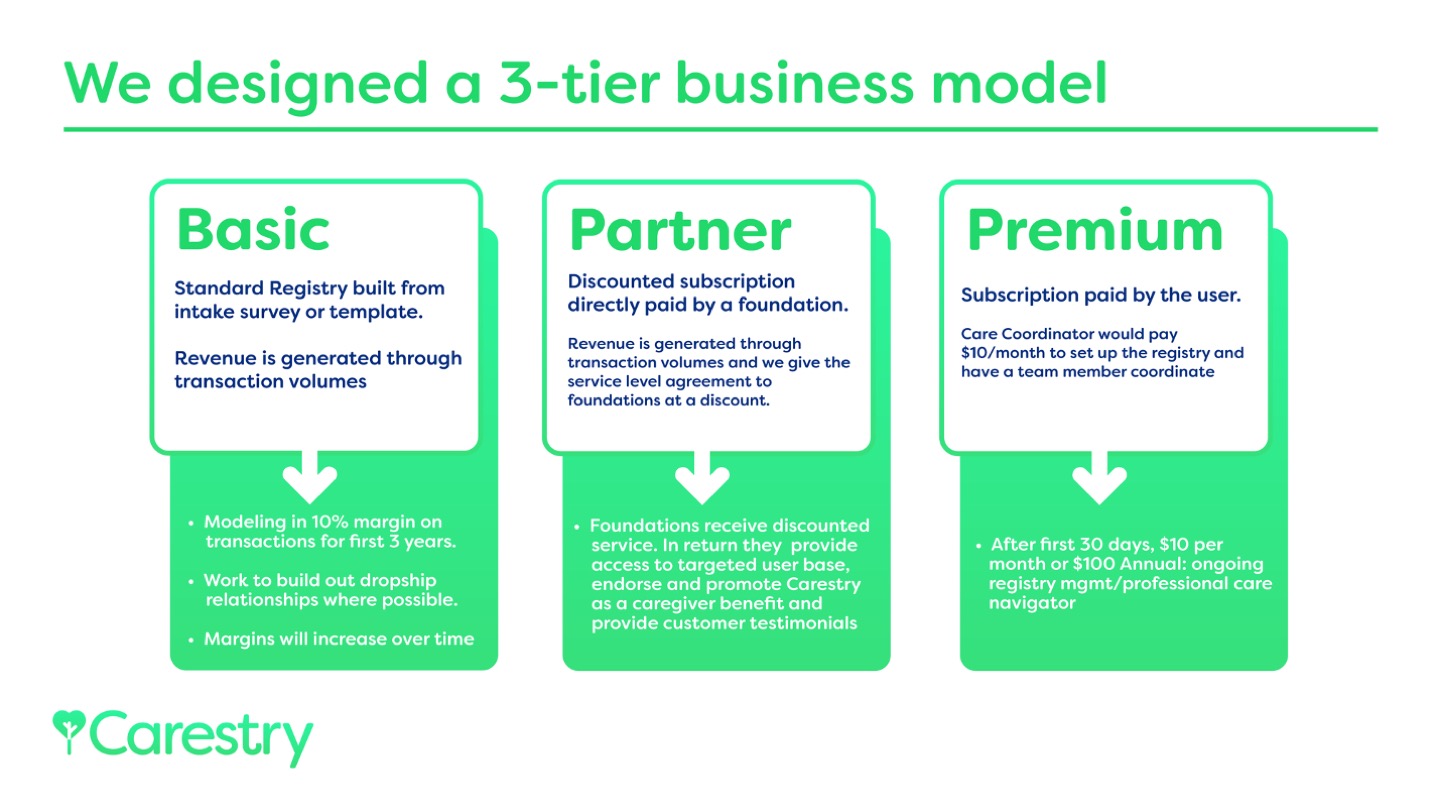 We designed a 3-tier business model
Basic
Standard Registry built from
intake survey or template.
Revenue is generated through
transaction volumes
• Modeling in 10% margin on
transactions for first 3 years.
• Work to build out dropship
relationships where possible.
• Margins will increase over time
Partner
Discounted subscription
directly paid by a foundation.
Revenue is generated through
transaction volumes and we give the
service level agreement to
foundations at a discount.
• Foundations receive discounted
service. In return they provide
access to targeted user base,
endorse and promote Carestry
as a caregiver benefit and
provide customer testimonials
Premium
Subscription paid by the user.
Care Coordinator would pay
$10/month to set up the registry and
have a team member coordinate
• After first 30 days, $10 per
month or $100 Annual: ongoing
registry mgmt/professional care
navigator
Carestry